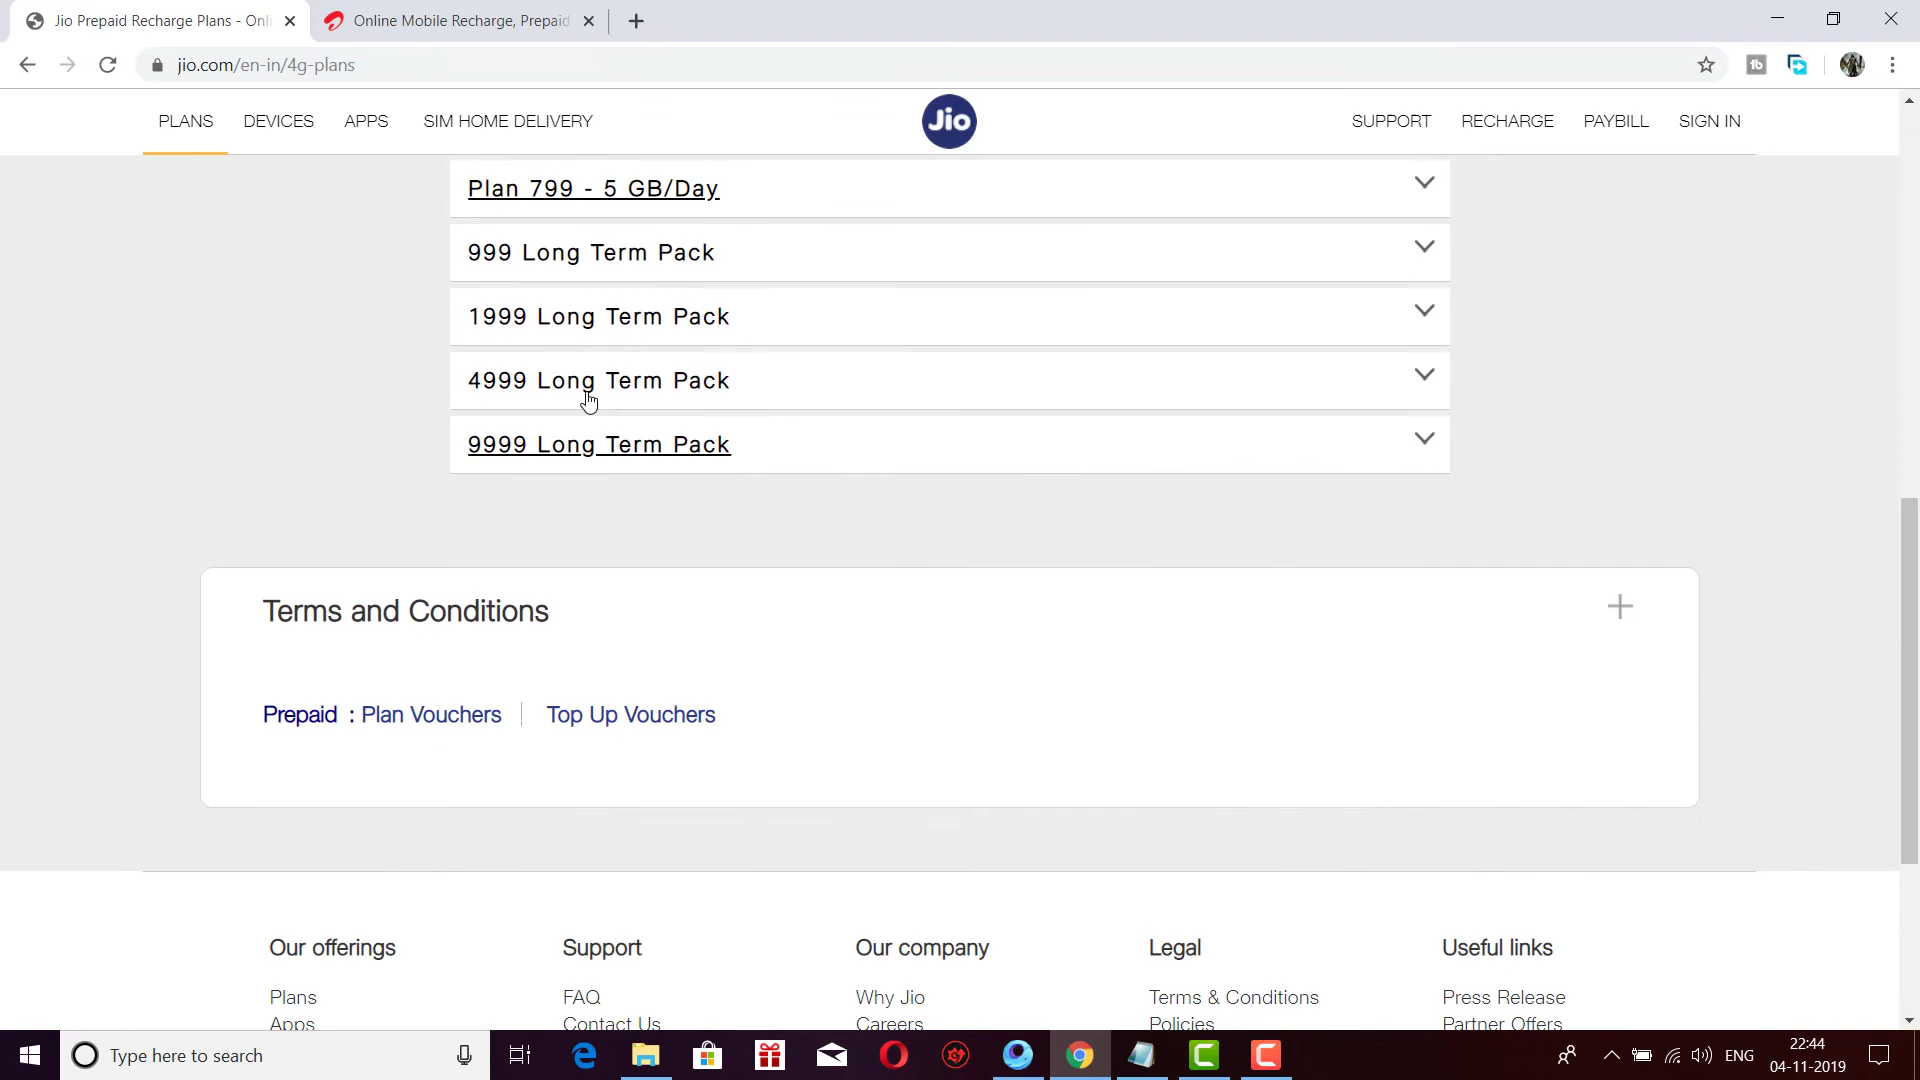 Jio Prepaid Recharge Plans - Onli
Online Mobile Recharge, Prepaid
jio.com/en-in/4g-plans
PLANS DEVICES APPS SIM HOME DELIVERY Jio SUPPORT RECHARGE PAYBILL SIGN IN
Plan 799 - 5 GB/Day
999 Long Term Pack
1999 Long Term Pack
4999 Long Term Pack
9999 Long Term Pack
Terms and Conditions
Prepaid : Plan Vouchers Top Up Vouchers
Our offerings Support Our company Legal Useful links
Plans FAQ Why Jio Terms & Conditions Press Release
Apps Contact Us Careers Policies Partner Offers
Type here to search
ENG
22:44
04-11-2019